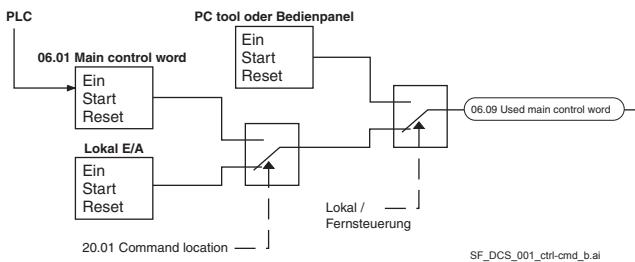 PLC
PC tool oder Bedienpanel
06.01 Main control word
Ein
Start
Reset
Ein
Start
Reset
06.09 Used main control word
Lokal E/A
Ein
Start
Reset
Lokal /
Fernsteuerung
20.01 Command location
SF_DCS_001_ctrl-cmd_b.ai